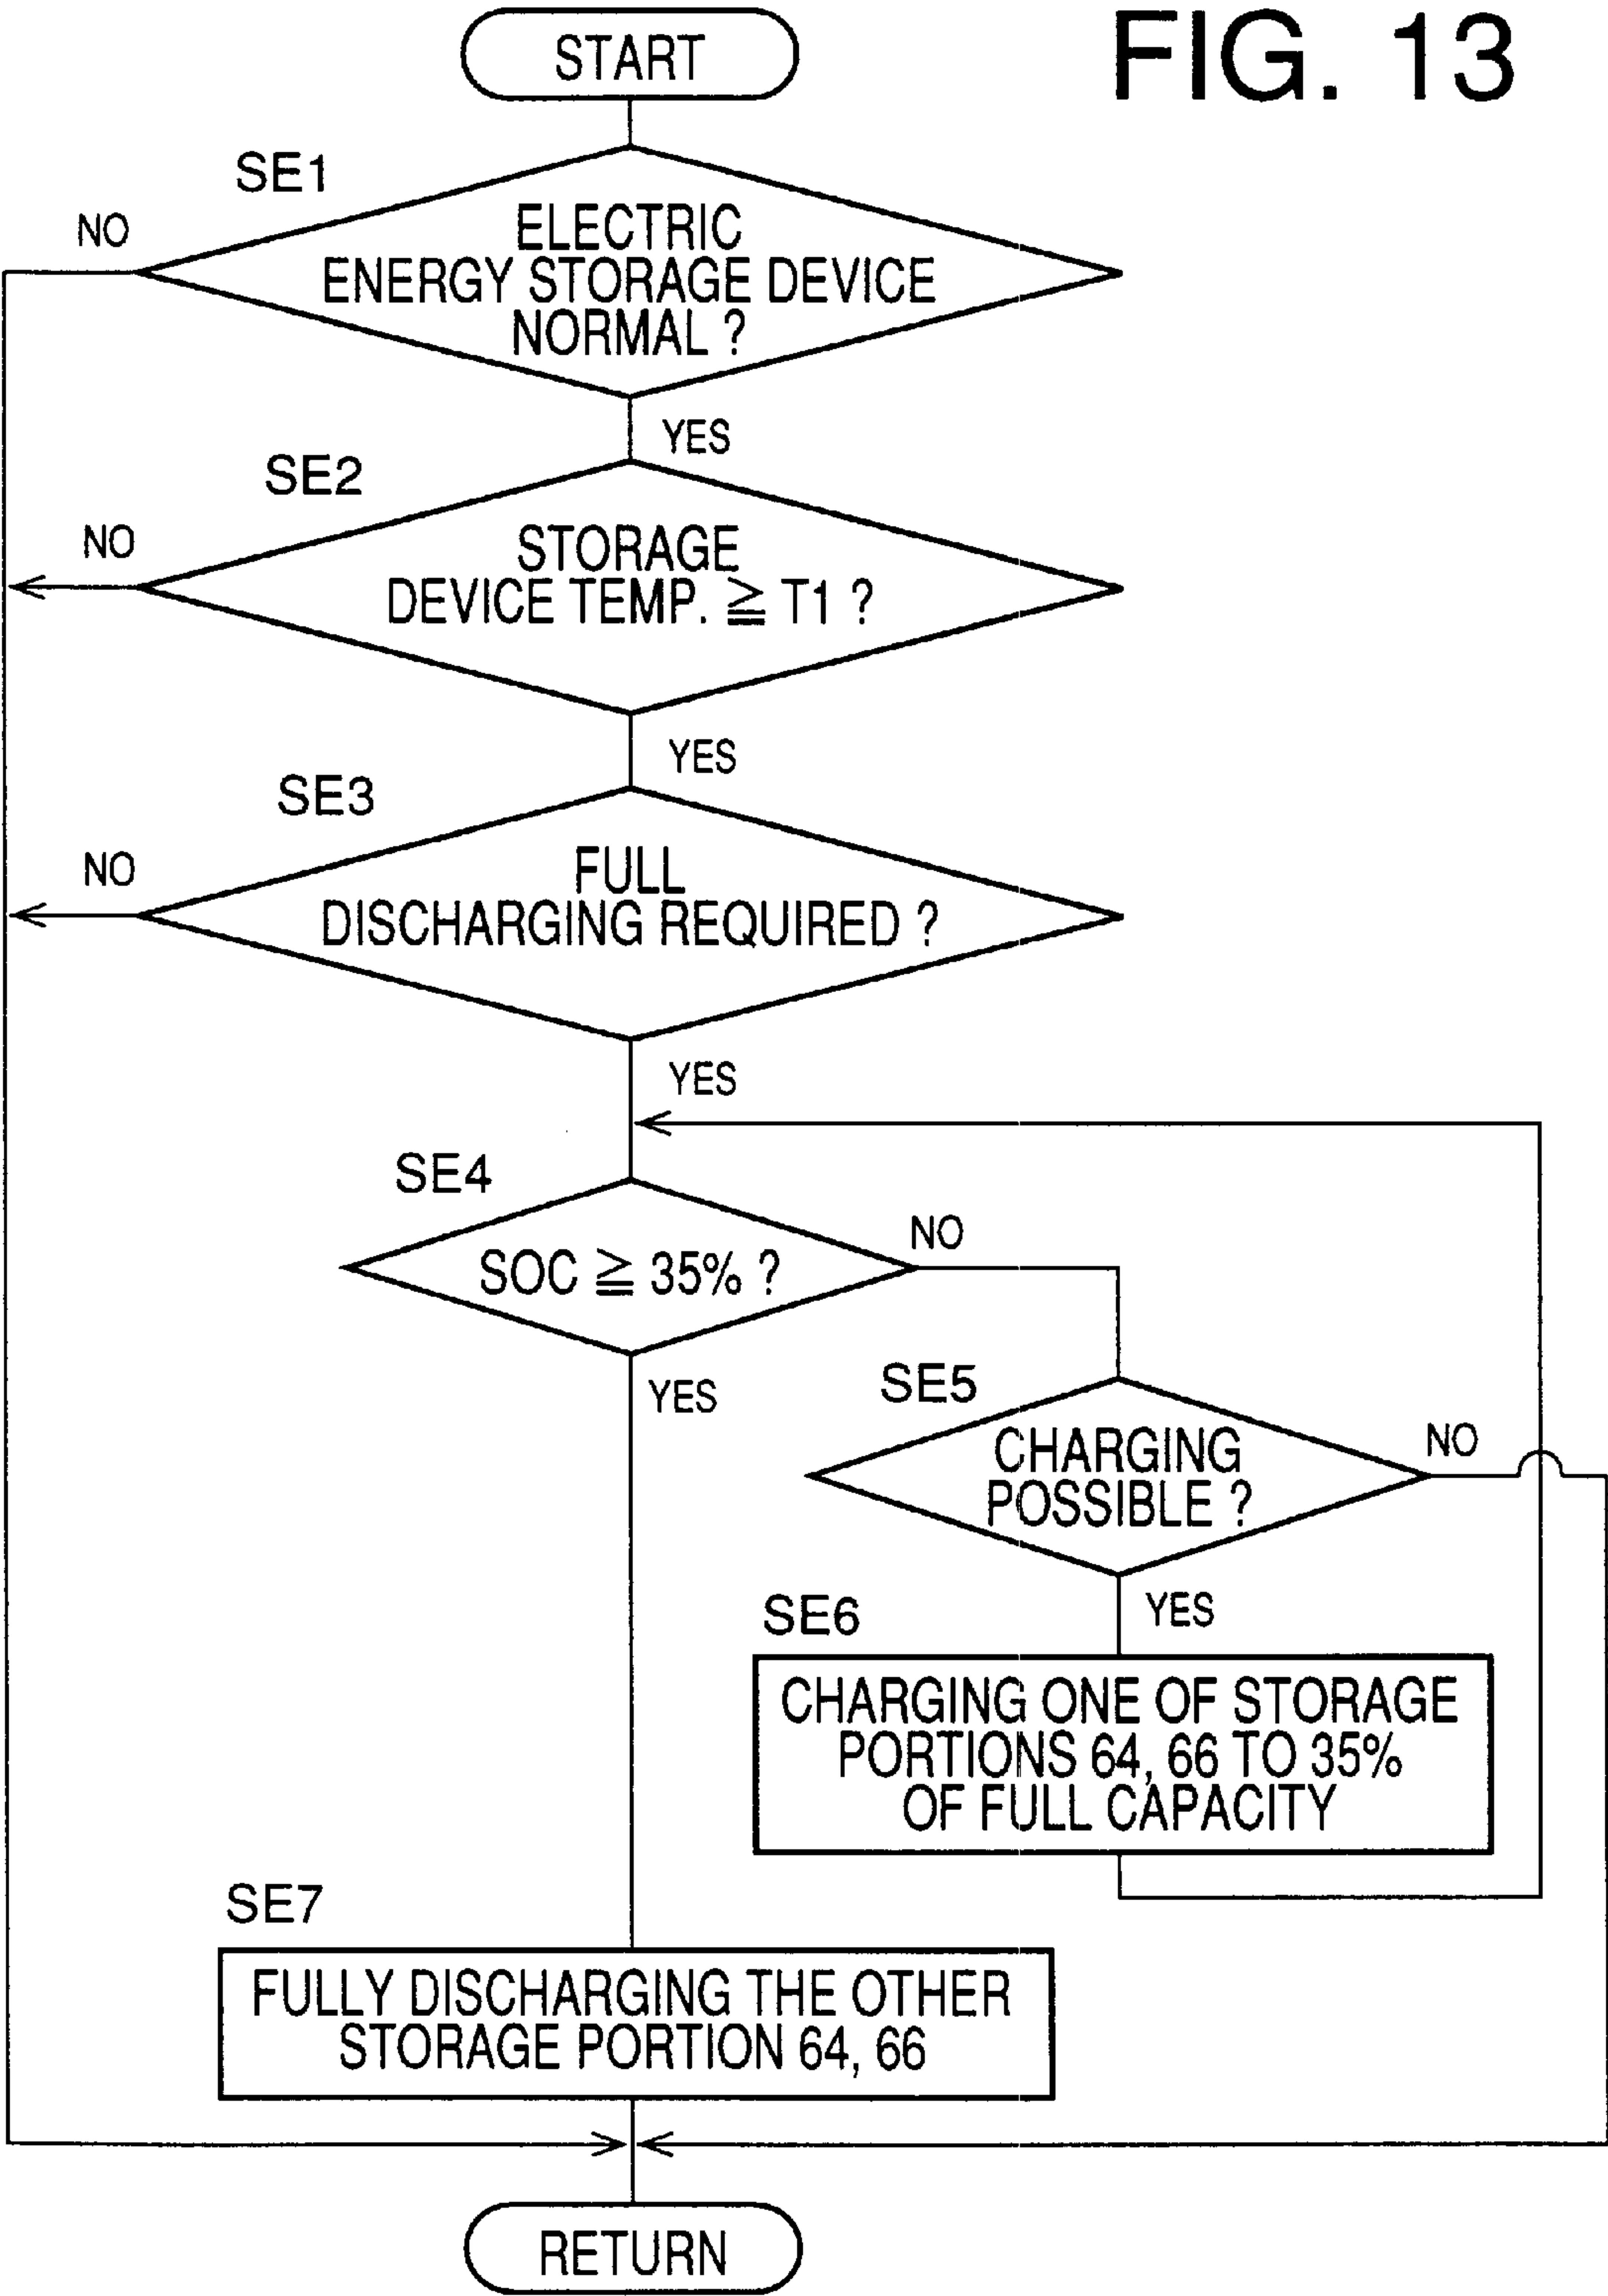 FIG. 13
START
SE1
NO
ELECTRIC
ENERGY STORAGE DEVICE
NORMAL ?
YES
SE2
NO
STORAGE
DEVICE TEMP. ≧ T1 ?
YES
SE3
NO
FULL
DISCHARGING REQUIRED ?
YES
SE4
NO
SOC ≧ 35% ?
YES
SE5
NO
CHARGING
POSSIBLE ?
YES
SE6
CHARGING ONE OF STORAGE
PORTIONS 64, 66 TO 35%
OF FULL CAPACITY
SE7
FULLY DISCHARGING THE OTHER
STORAGE PORTION 64, 66
RETURN